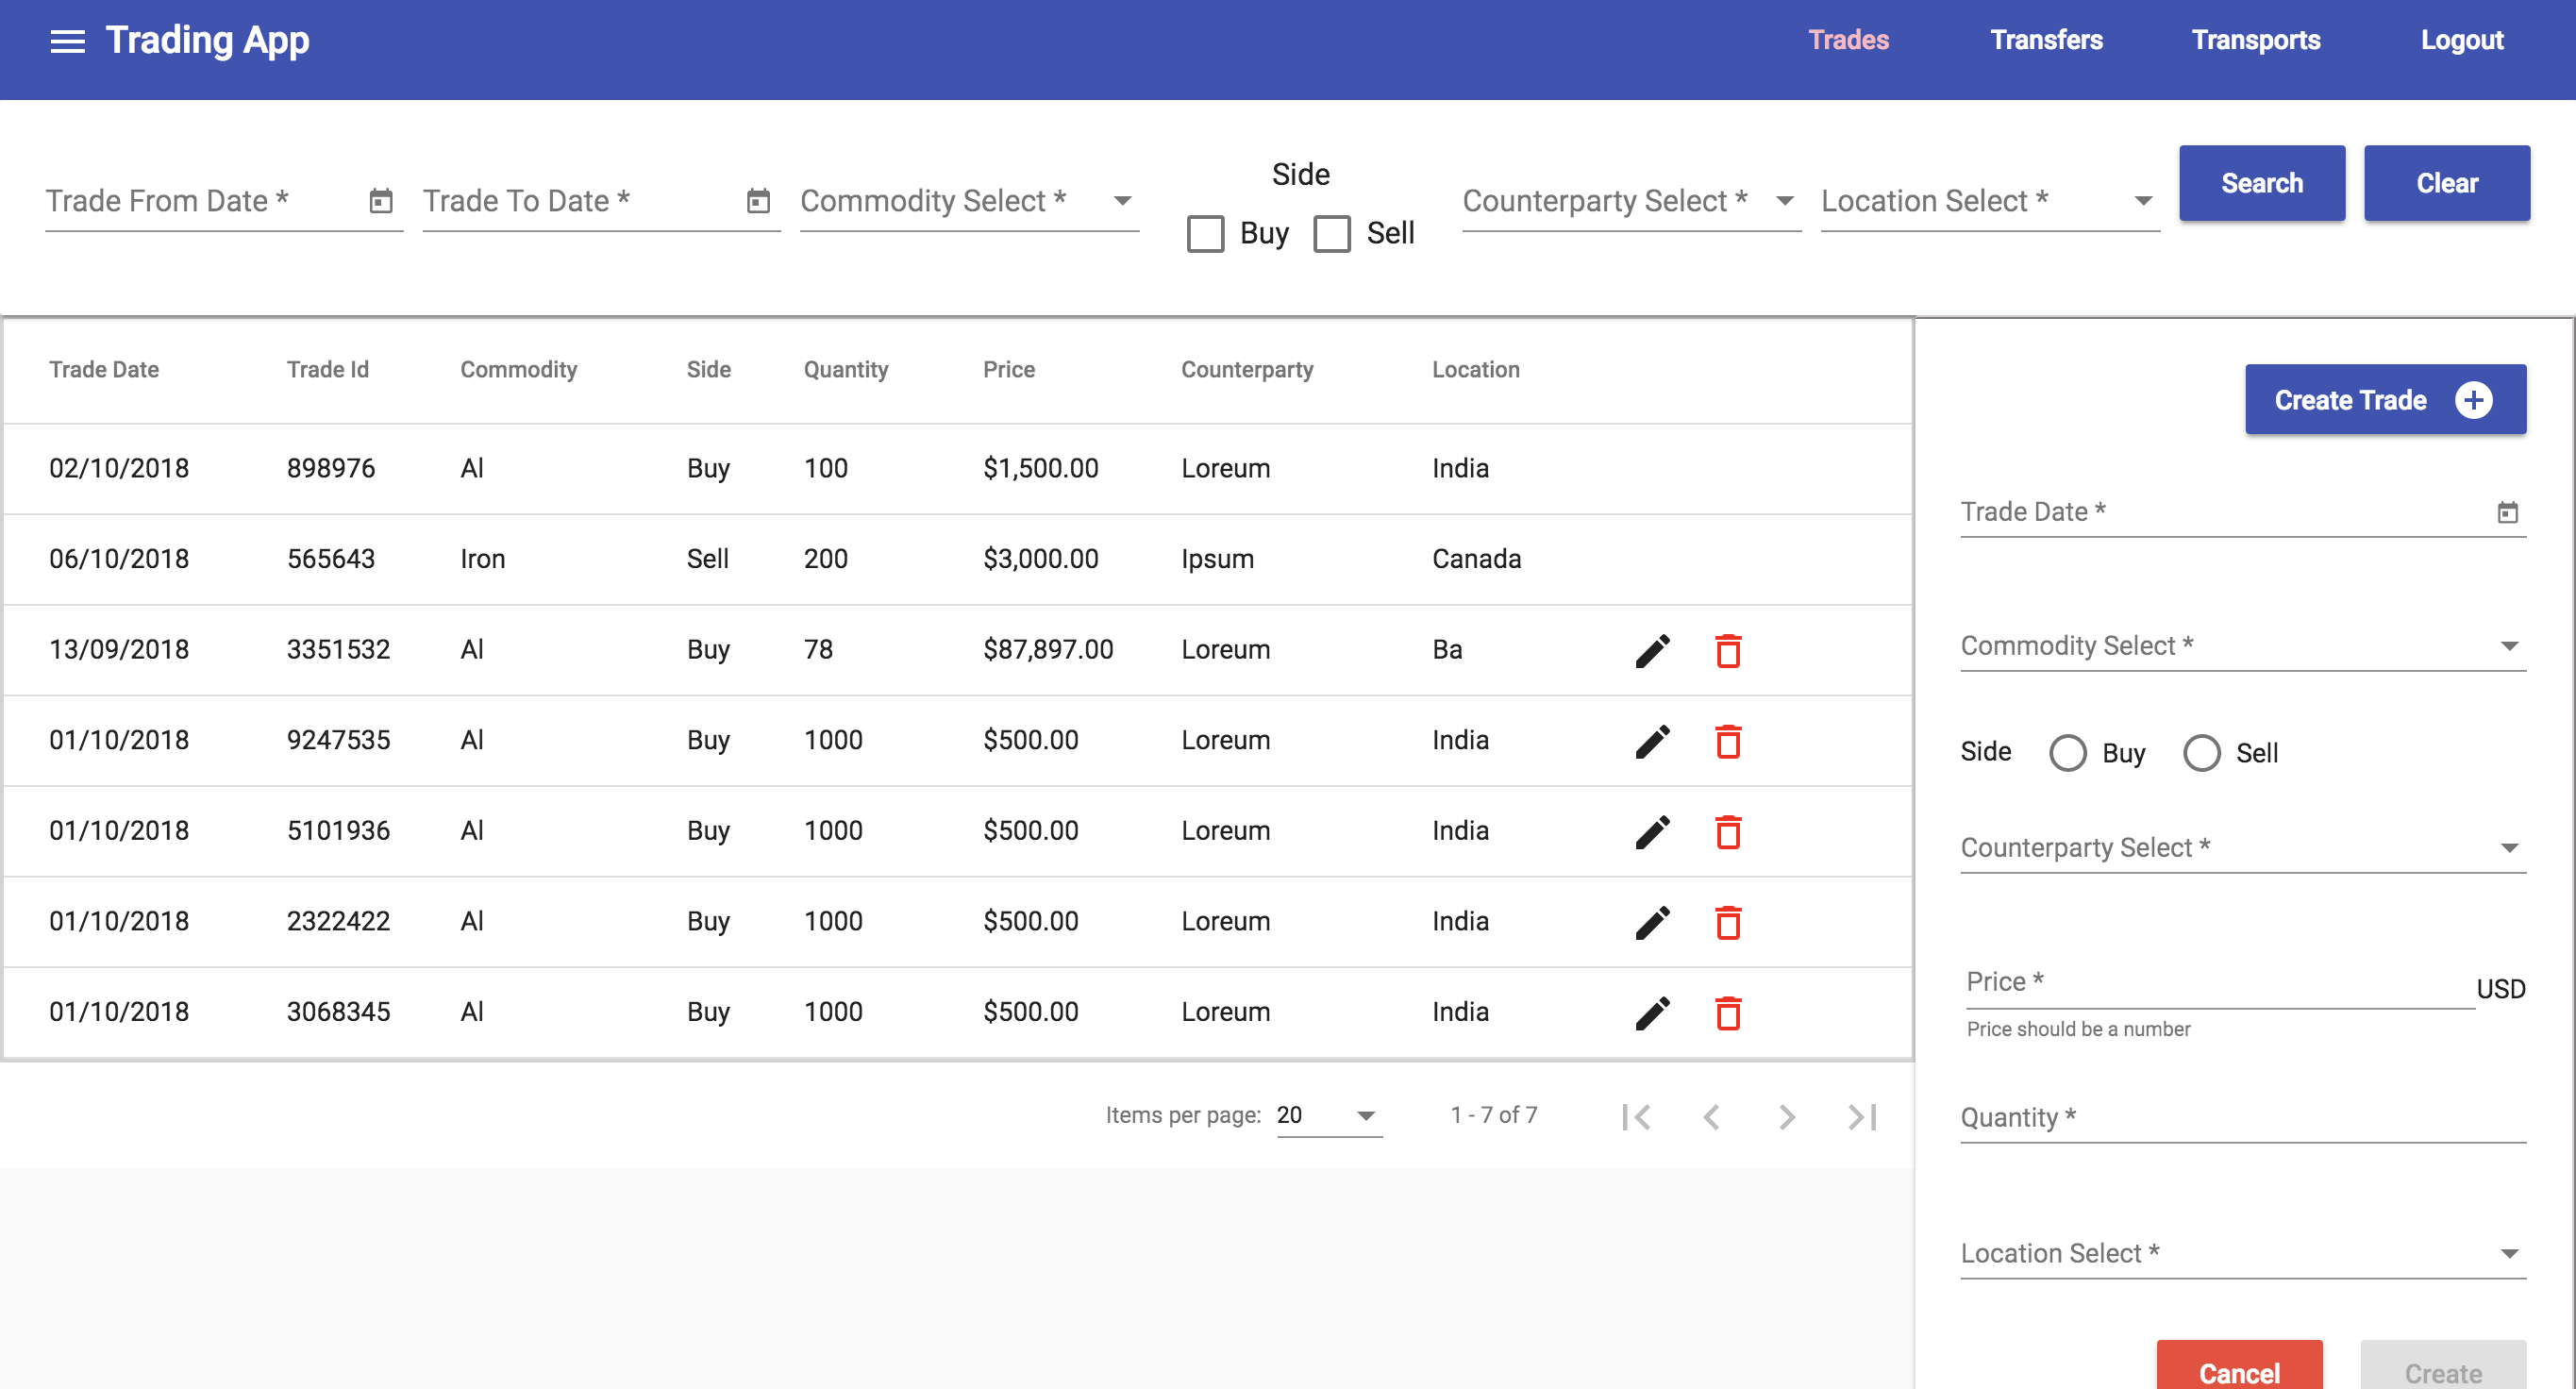 Trading App Trades Transfers Transports Logout
Trade From Date * Trade To Date * Commodity Select * Side Buy Sell Counterparty Select * Location Select * Search Clear
Trade Date Trade Id Commodity Side Quantity Price Counterparty Location
02/10/2018 898976 Al Buy 100 $1,500.00 Loreum India
06/10/2018 565643 Iron Sell 200 $3,000.00 Ipsum Canada
13/09/2018 3351532 Al Buy 78 $87,897.00 Loreum Ba
01/10/2018 9247535 Al Buy 1000 $500.00 Loreum India
01/10/2018 5101936 Al Buy 1000 $500.00 Loreum India
01/10/2018 2322422 Al Buy 1000 $500.00 Loreum India
01/10/2018 3068345 Al Buy 1000 $500.00 Loreum India
Items per page: 20 1 - 7 of 7
Create Trade
Trade Date *
Commodity Select *
Side Buy Sell
Counterparty Select *
Price * USD
Price should be a number
Quantity *
Location Select *
Cancel Create